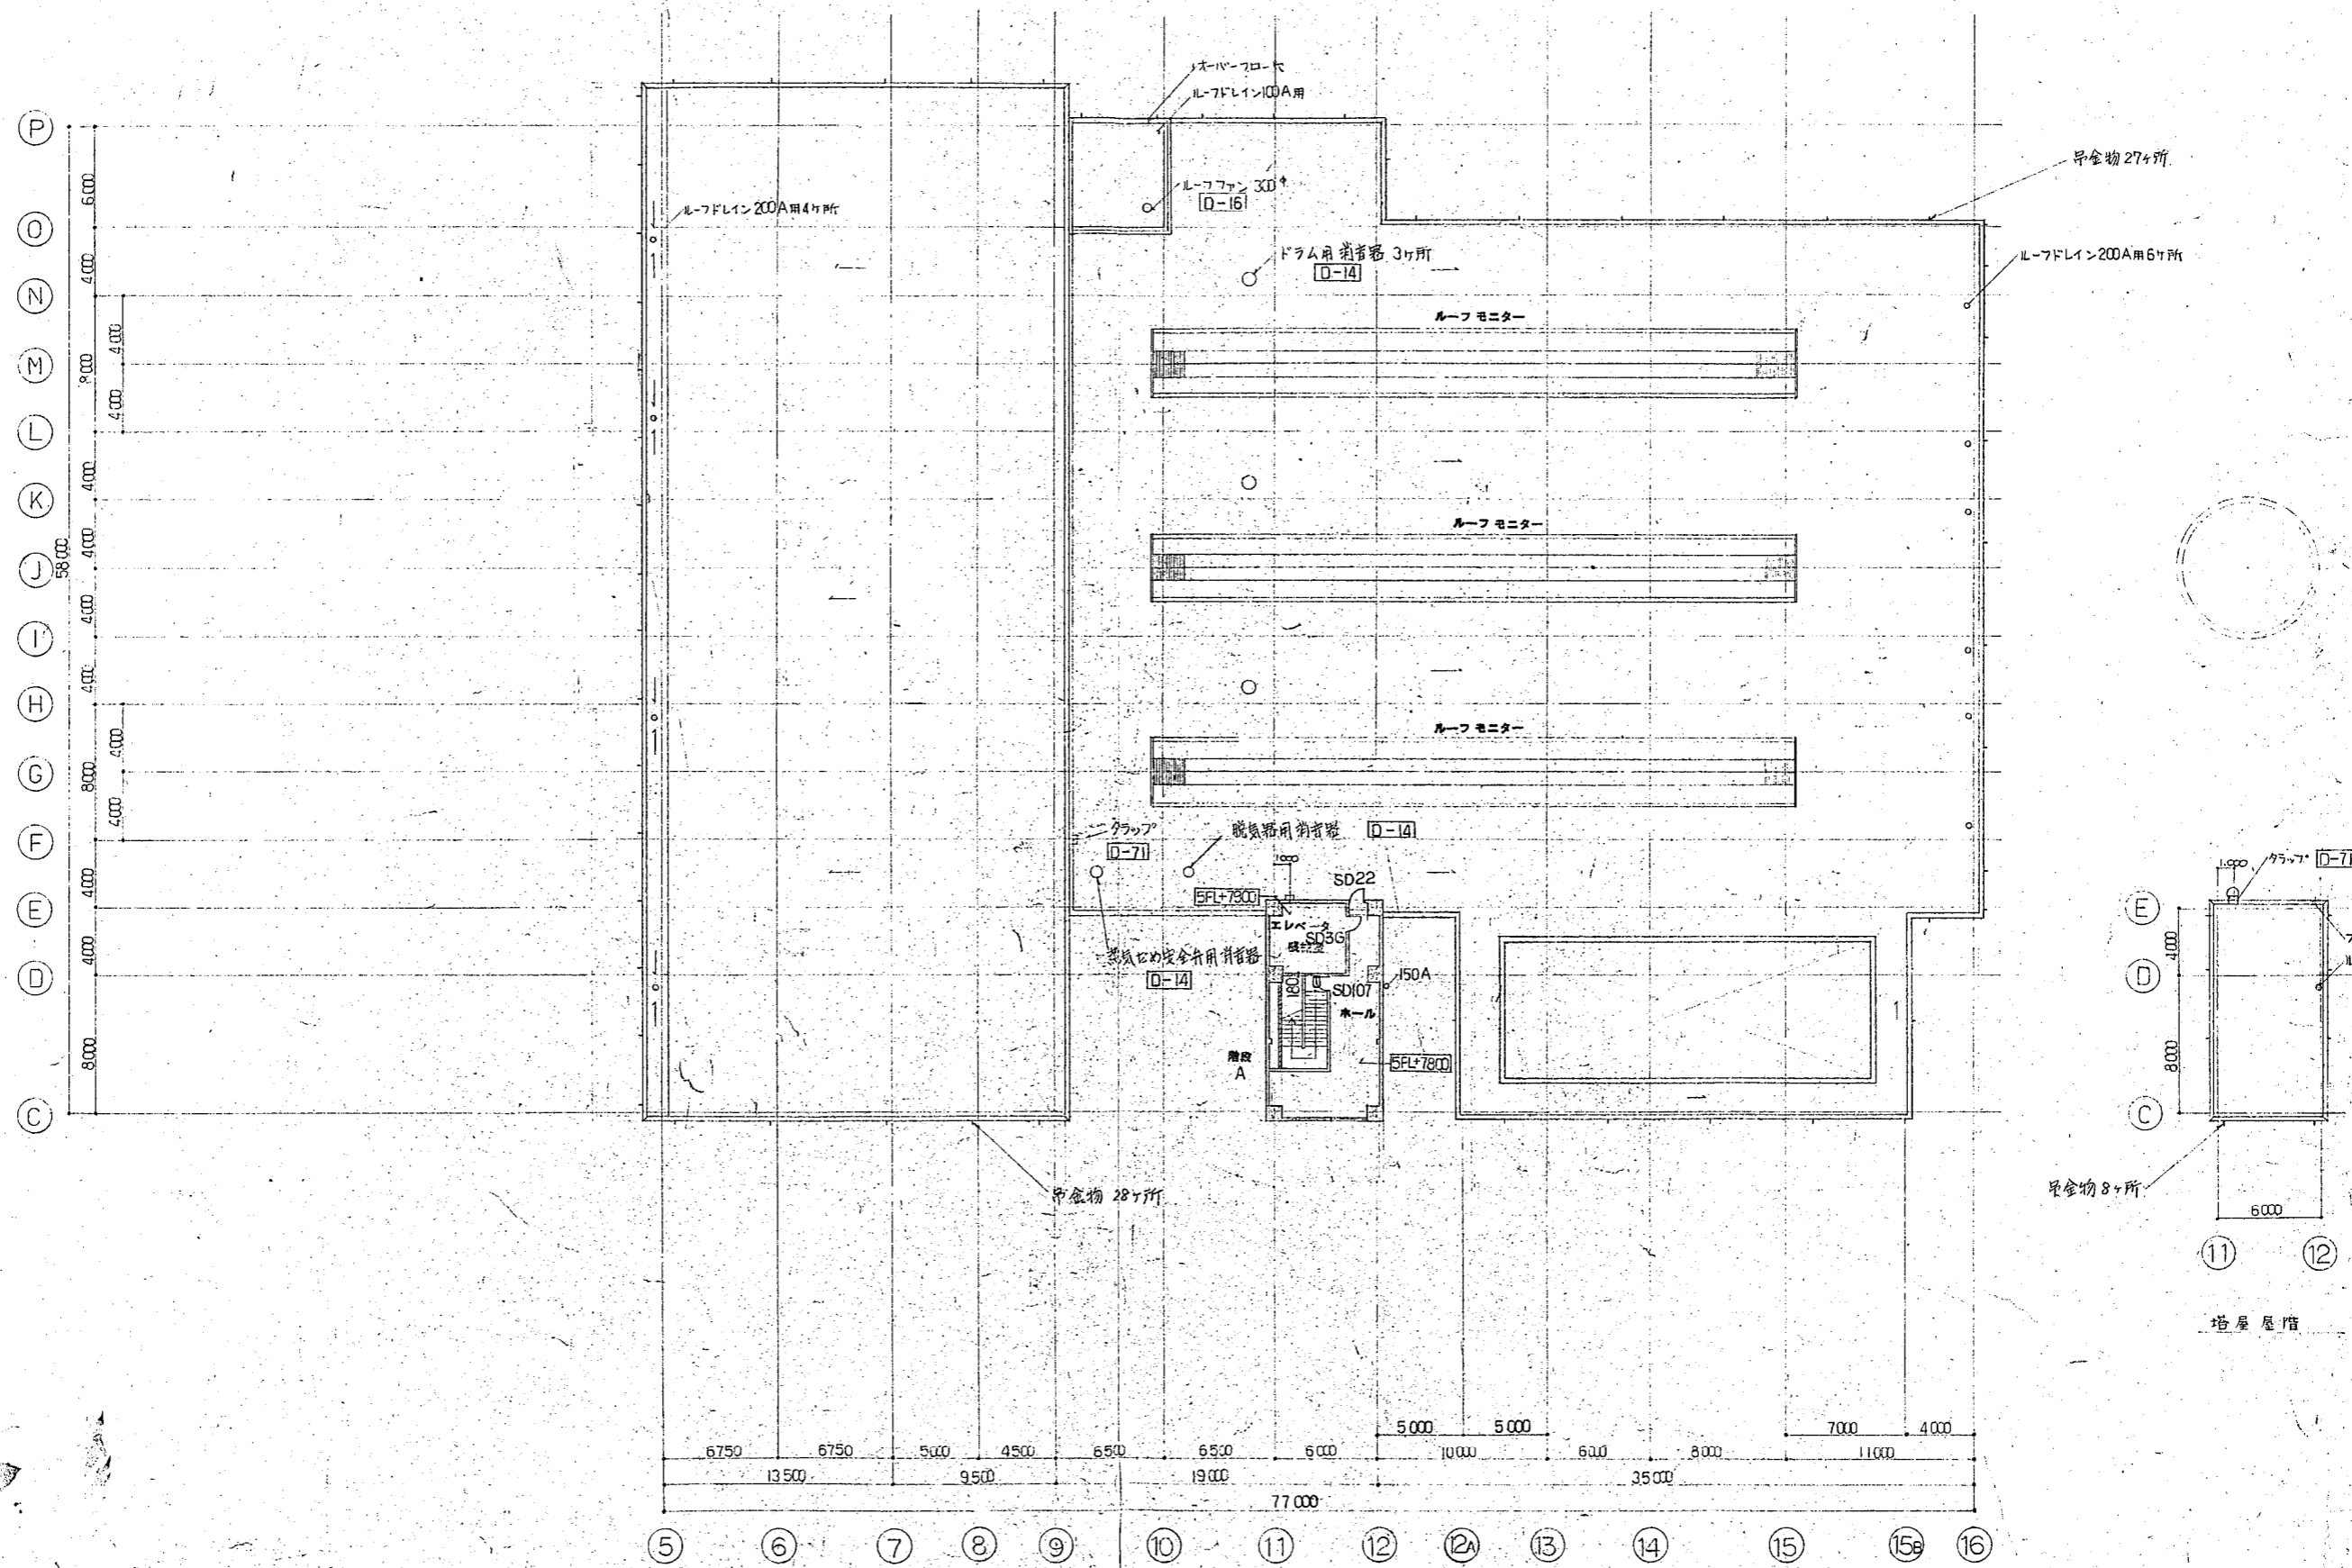 オーバーフロー穴
ルーフドレイン100A用
P
吊金物27ヶ所
6000
ルーフファン 300φ
D-16
ルーフドレイン200A用4ヶ所
O
ドラム用消音器 3ヶ所
D-14
ルーフドレイン200A用6ヶ所
4000
N
ルーフ モニター
4000
M
8000
4000
L
4000
K
ルーフ モニター
4000
J
58000
4000
I'
4000
H
ルーフ モニター
4000
G
8000
4000
F
タラップ
D-71
脱気器用消音器
D-14
1000
1,000
タラップ
D-71
4000
SD22
5FL+7900
E
E
エレベータ
機械室
SD36
蒸気だめ安全弁用消音器
D-14
4000
4000
D
150A
D
180
SD107
ホール
階段
A
5FL+7800
8000
8000
C
C
吊金物 28ヶ所
吊金物8ヶ所
6000
11
12
塔屋屋階
5000
5000
7000
4000
6750
6750
5000
4500
6500
6500
6000
10000
6000
8000
11000
13500
9500
19000
35000
77000
5
6
7
8
9
10
11
12
12A
13
14
15
15B
16